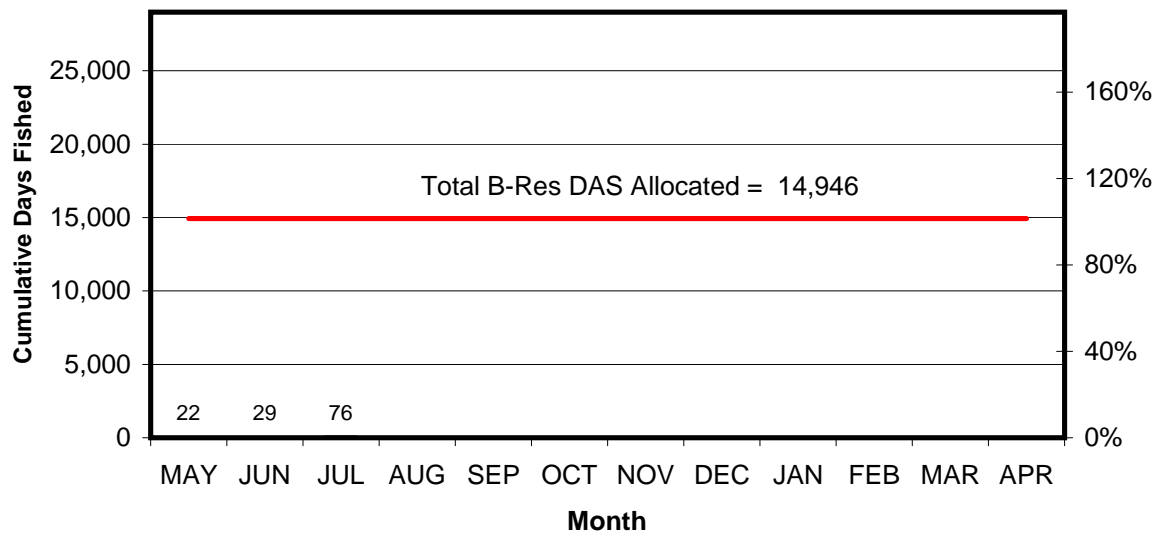 25,000
20,000
15,000
10,000
5,000
0
Cumulative Days Fished
160%
120%
80%
40%
0%
Total B-Res DAS Allocated = 14,946
22 29 76
MAY JUN JUL AUG SEP OCT NOV DEC JAN FEB MAR APR
Month